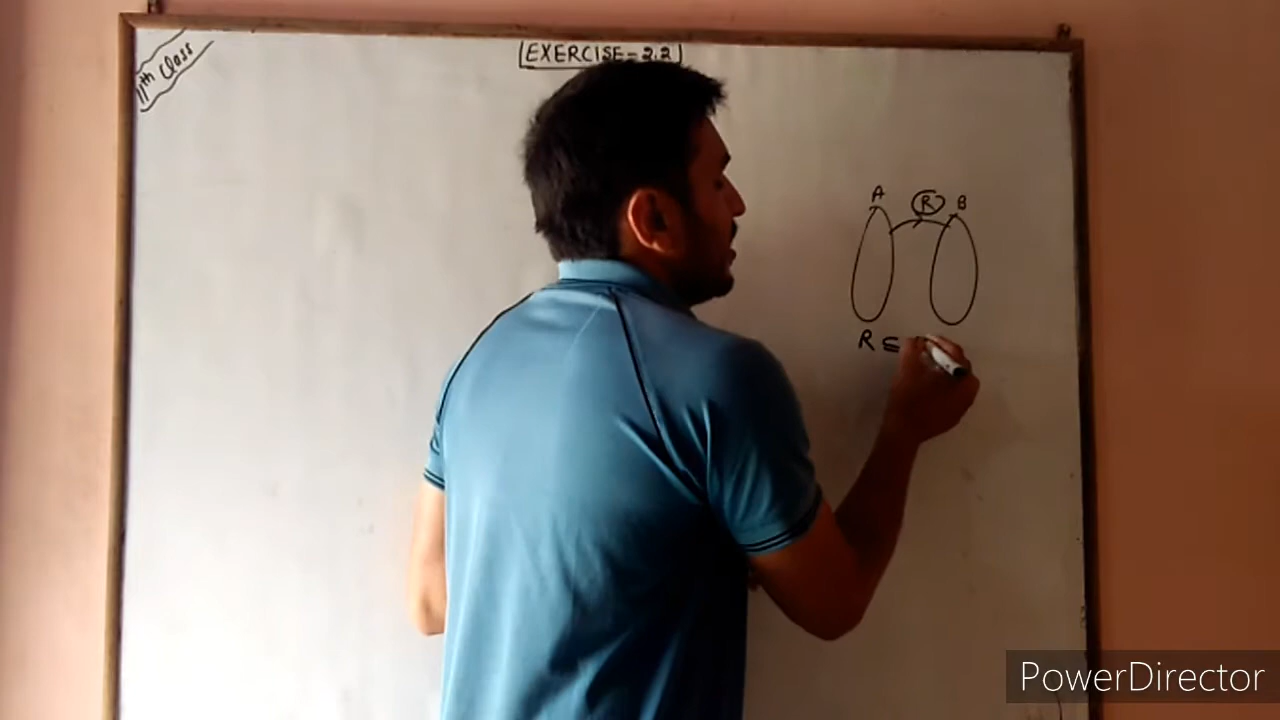 11th Class
EXERCISE-2.2
A R B
R ⊆
PowerDirector